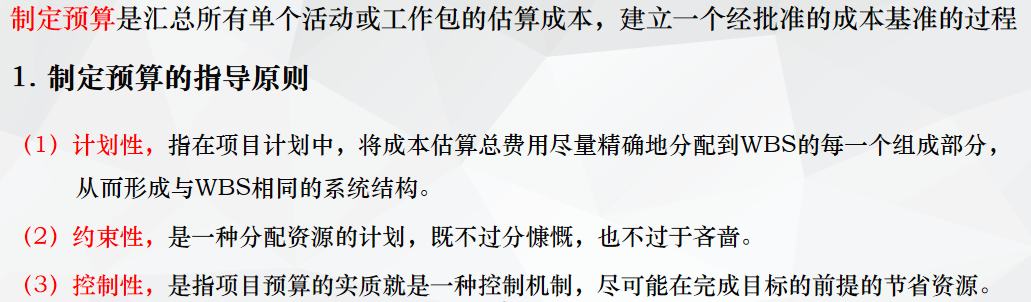 制定预算是汇总所有单个活动或工作包的估算成本，建立一个经批准的成本基准的过程
1. 制定预算的指导原则
（1）计划性，指在项目计划中，将成本估算总费用尽量精确地分配到WBS的每一个组成部分，
从而形成与WBS相同的系统结构。
（2）约束性，是一种分配资源的计划，既不过分慷慨，也不过于吝啬。
（3）控制性，是指项目预算的实质就是一种控制机制，尽可能在完成目标的前提的节省资源。